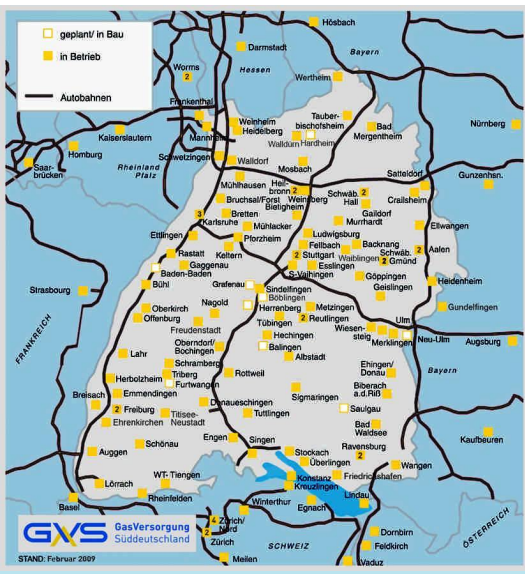 geplant/ in Bau
in Betrieb
Autobahnen
Hösbach
Darmstadt
Bayern
Hessen
Worms
2
Wertheim
Frankenthal
Weinheim
Heidelberg
Tauber-
bischofsheim
Bad
Mergentheim
Nürnberg
Kaiserslautern
Mannheim
Walldürn
Hardheim
Homburg
Schwetzingen
Walldorf
Mosbach
Saar-
brücken
Rheinland
Pfalz
Satteldorf
Gunzenhsn.
Mühlhausen
Heil-
bronn
2
Weinsberg
Schwäb.
Hall
2
Crailsheim
Bruchsal/Forst
Bietigheim
Gaildorf
Bretten
3
Karlsruhe
Mühlacker
Murrhardt
Ellwangen
Ettlingen
Pforzheim
Ludwigsburg
Fellbach
Backnang
Keltern
2
Stuttgart
Waiblingen
Schwäb.
2
Gmünd
2
Aalen
Rastatt
Gaggenau
Baden-Baden
S-Vaihingen
Esslingen
Göppingen
Bühl
Grafenau
Sindelfingen
Böblingen
Geislingen
Heidenheim
Strasbourg
Oberkirch
Offenburg
Nagold
Herrenberg
Metzingen
2
Reutlingen
Gundelfingen
Freudenstadt
Tübingen
Wiesen-
steig
Ulm
Merklingen
Neu-Ulm
Augsburg
FRANKREICH
Hechingen
Balingen
Lahr
Oberndorf/
Bochingen
Albstadt
Schramberg
Triberg
Furtwangen
Rottweil
Ehingen/
Donau
Bayern
Herbolzheim
Emmendingen
Sigmaringen
Biberach
a.d.Riß
Breisach
2
Freiburg
Donaueschingen
Tuttlingen
Saulgau
Ehrenkirchen
Titisee-
Neustadt
Bad
Waldsee
Kaufbeuren
Schönau
Engen
Singen
Ravensburg
2
Auggen
Stockach
Überlingen
Wangen
Lörrach
WT- Tiengen
Konstanz
Kreuzlingen
Friedrichshafen
Basel
Rheinfelden
Winterthur
Egnach
Lindau
GVS
GasVersorgung
Süddeutschland
STAND: Februar 2009
4
Zürich/
Nord
2
Zürich
Meilen
SCHWEIZ
Dornbirn
Feldkirch
Vaduz
ÖSTERREICH